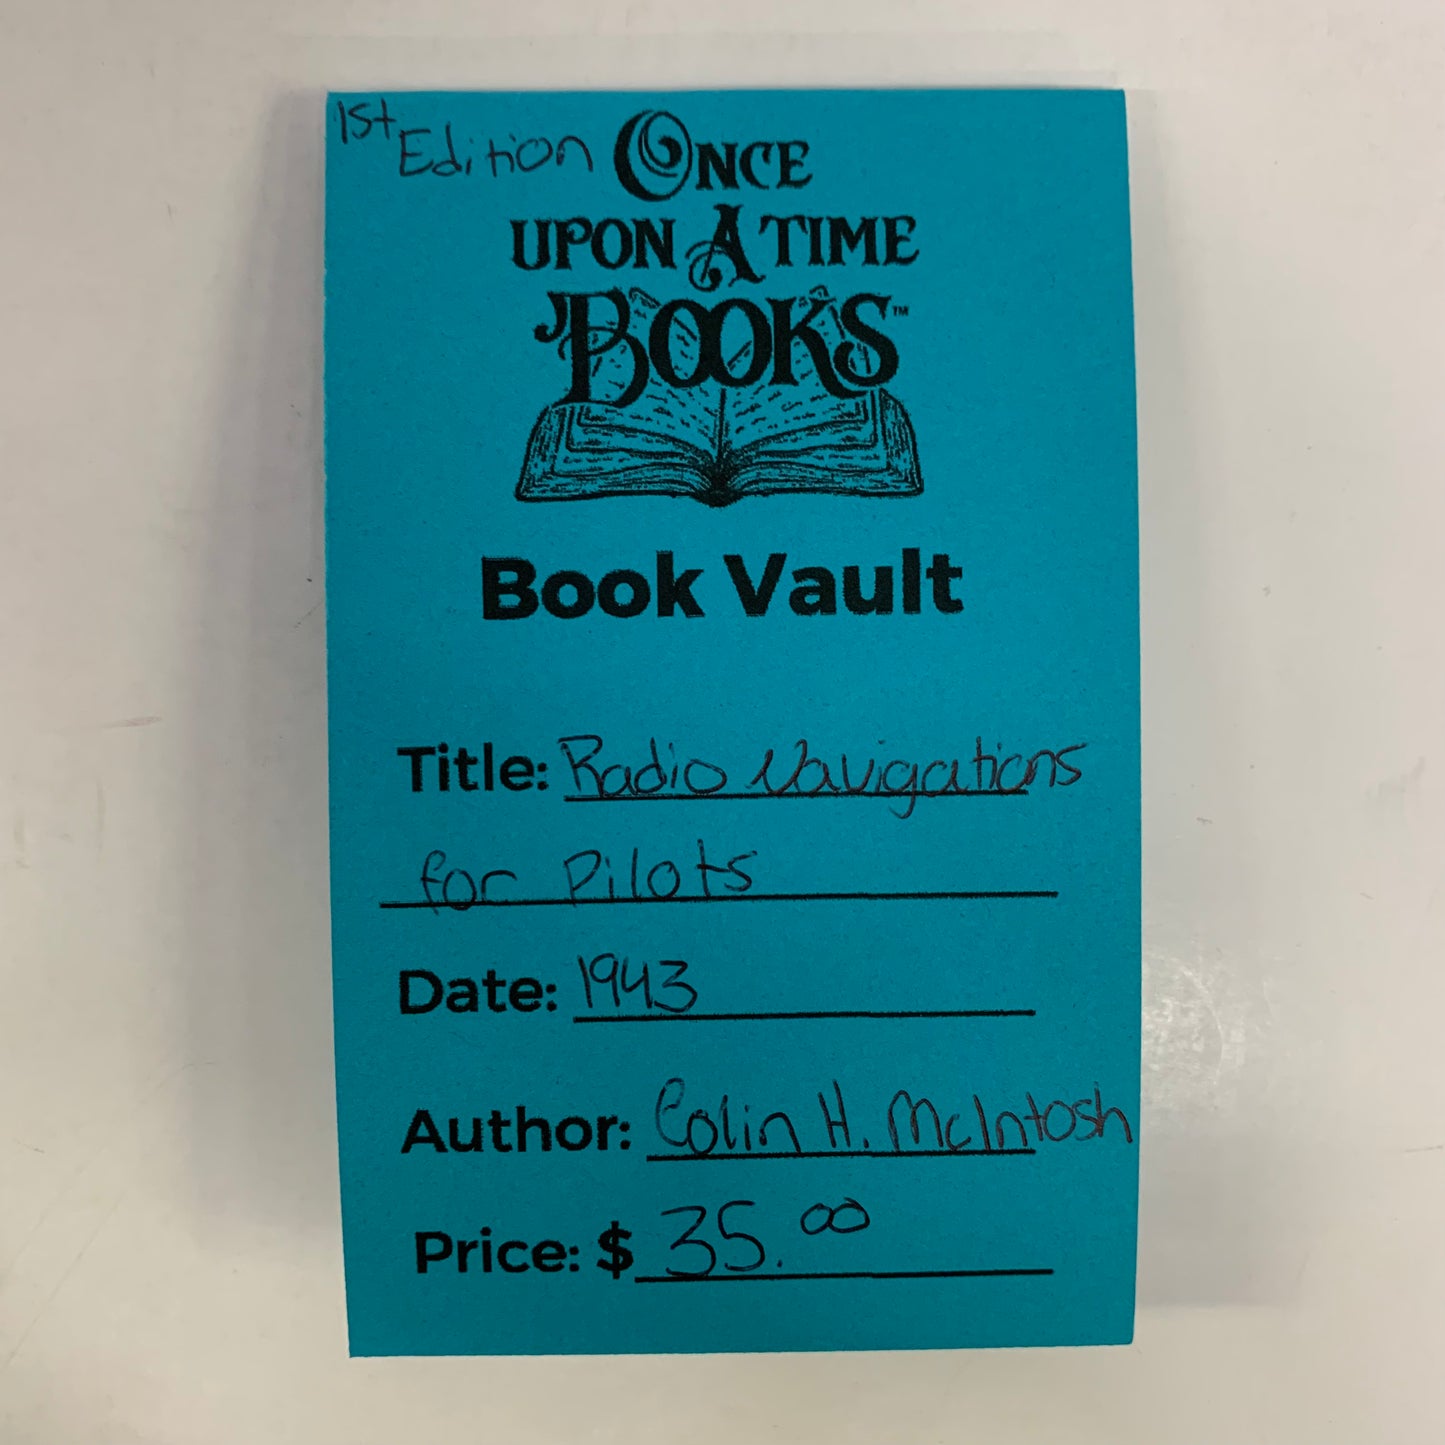 1st Edition
ONCE
UPON A TIME
BOOKS™
Book Vault
Title: Radio Navigations
for Pilots
Date: 1943
Author: Colin H. McIntosh
Price: $ 35.00